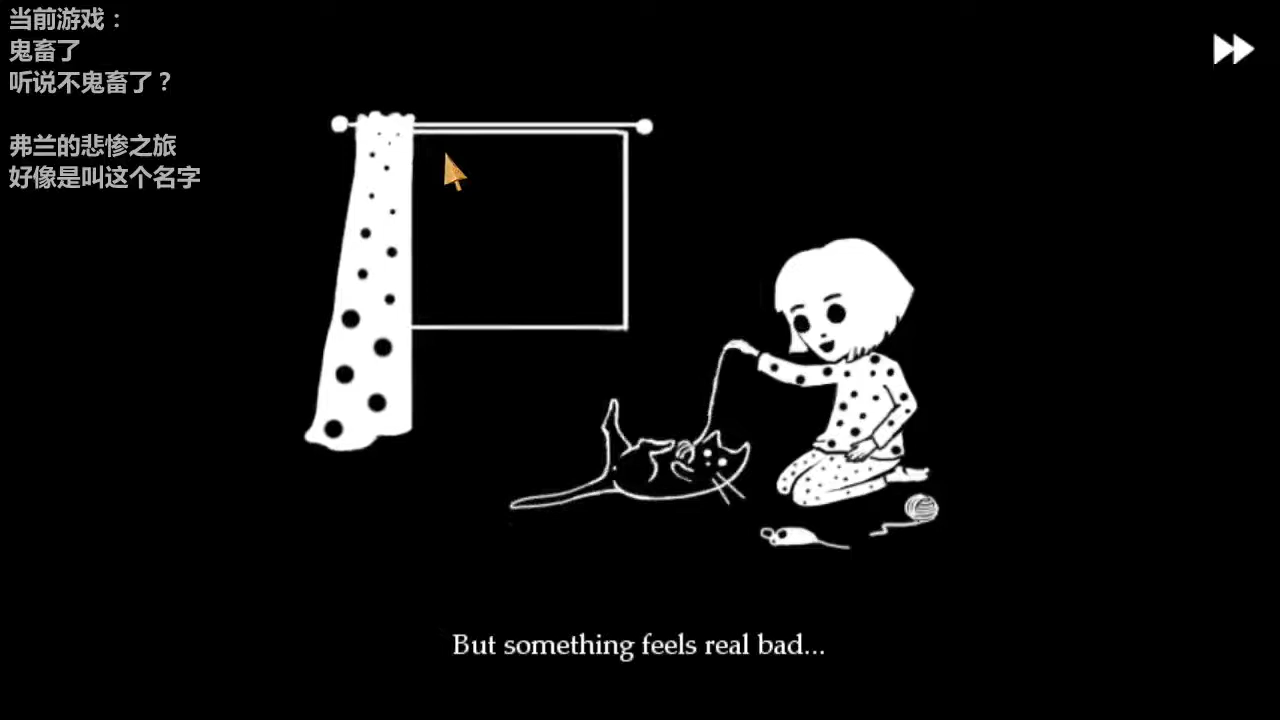 当前游戏：
鬼畜了
听说不鬼畜了？
弗兰的悲惨之旅
好像是叫这个名字
But something feels real bad...